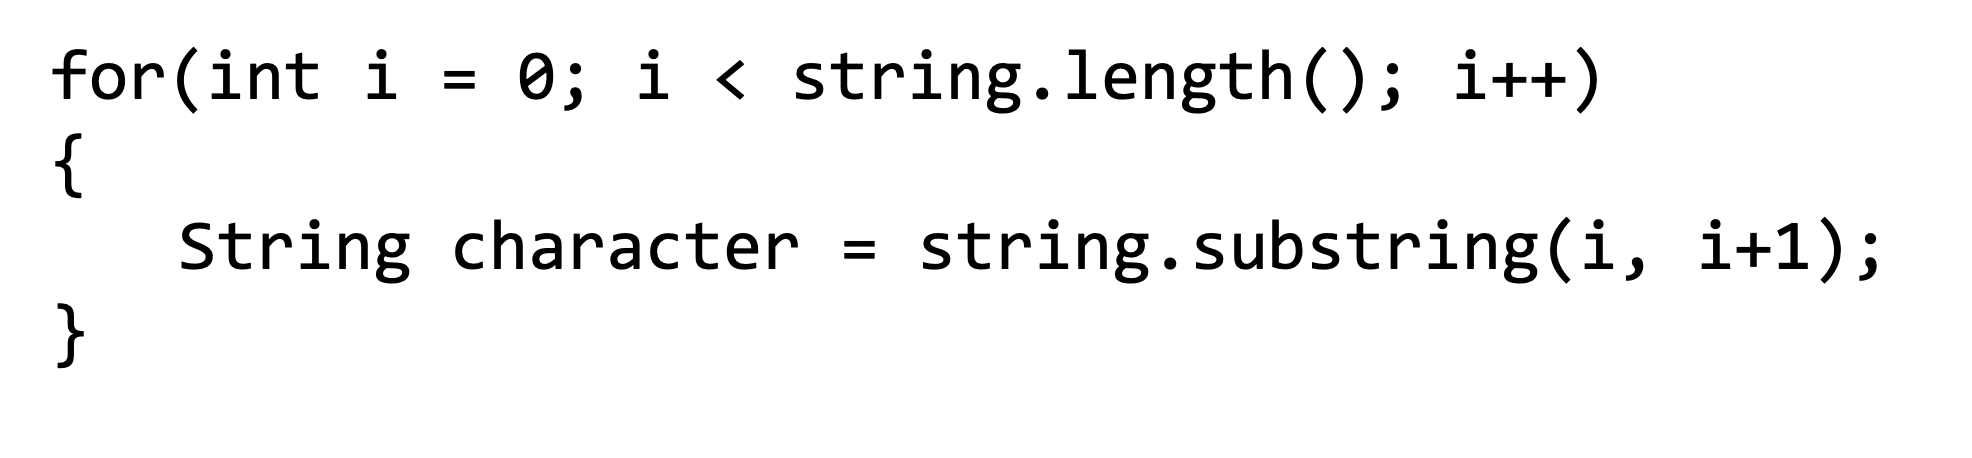 for(int i = 0; i < string.length(); i++)
{
   String character = string.substring(i, i+1);
}